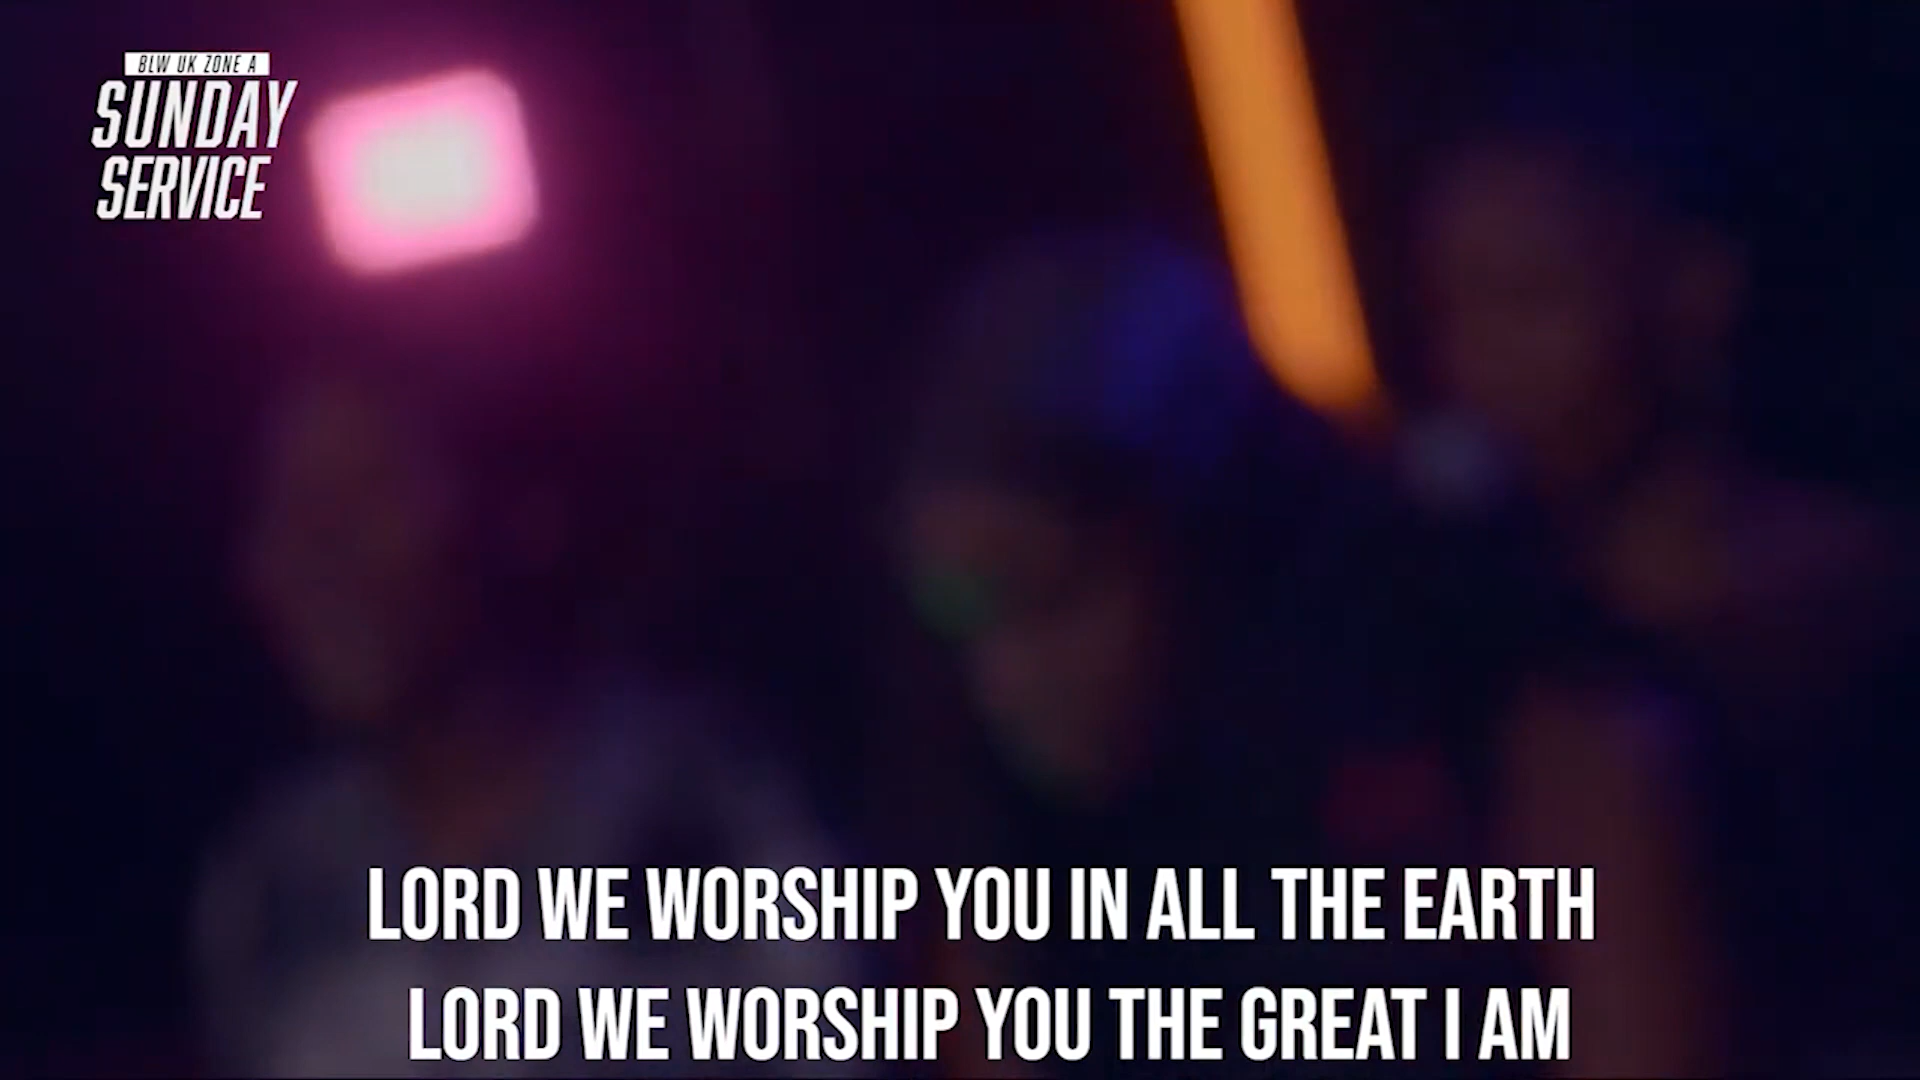 BLW UK ZONE A
SUNDAY
SERVICE
LORD WE WORSHIP YOU IN ALL THE EARTH
LORD WE WORSHIP YOU THE GREAT I AM